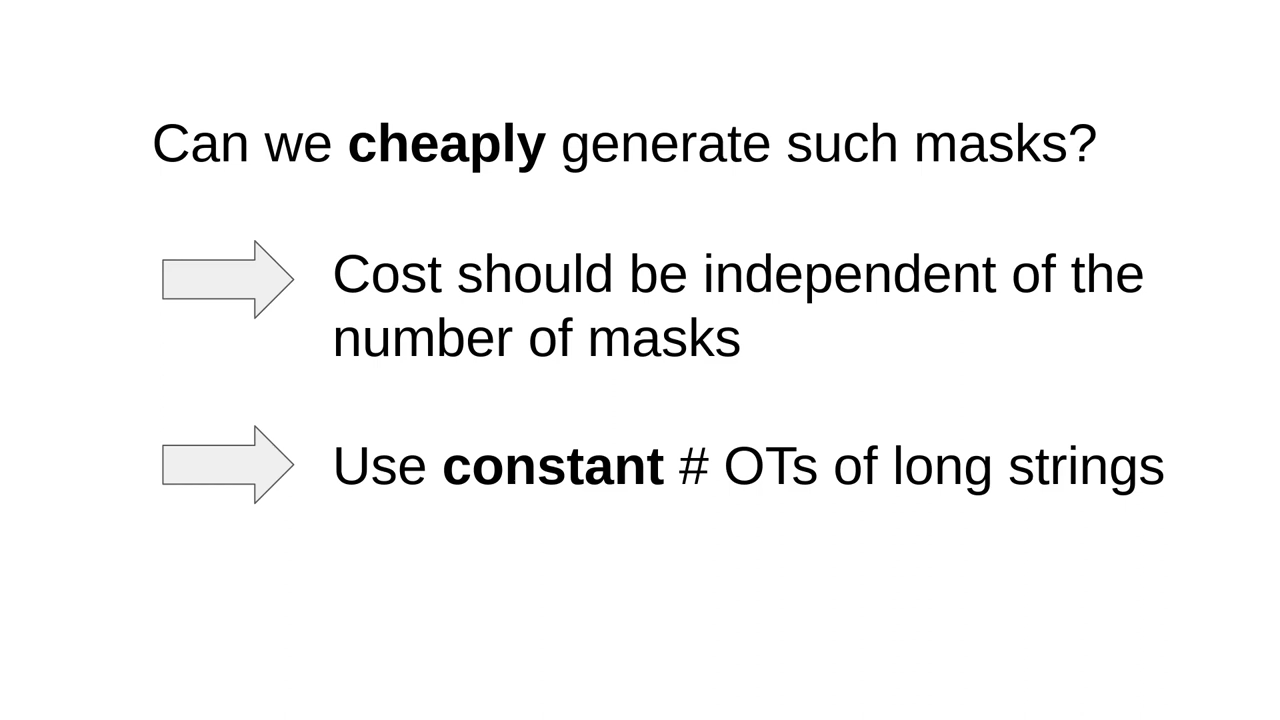 Can we cheaply generate such masks?
Cost should be independent of the
number of masks
Use constant # OTs of long strings